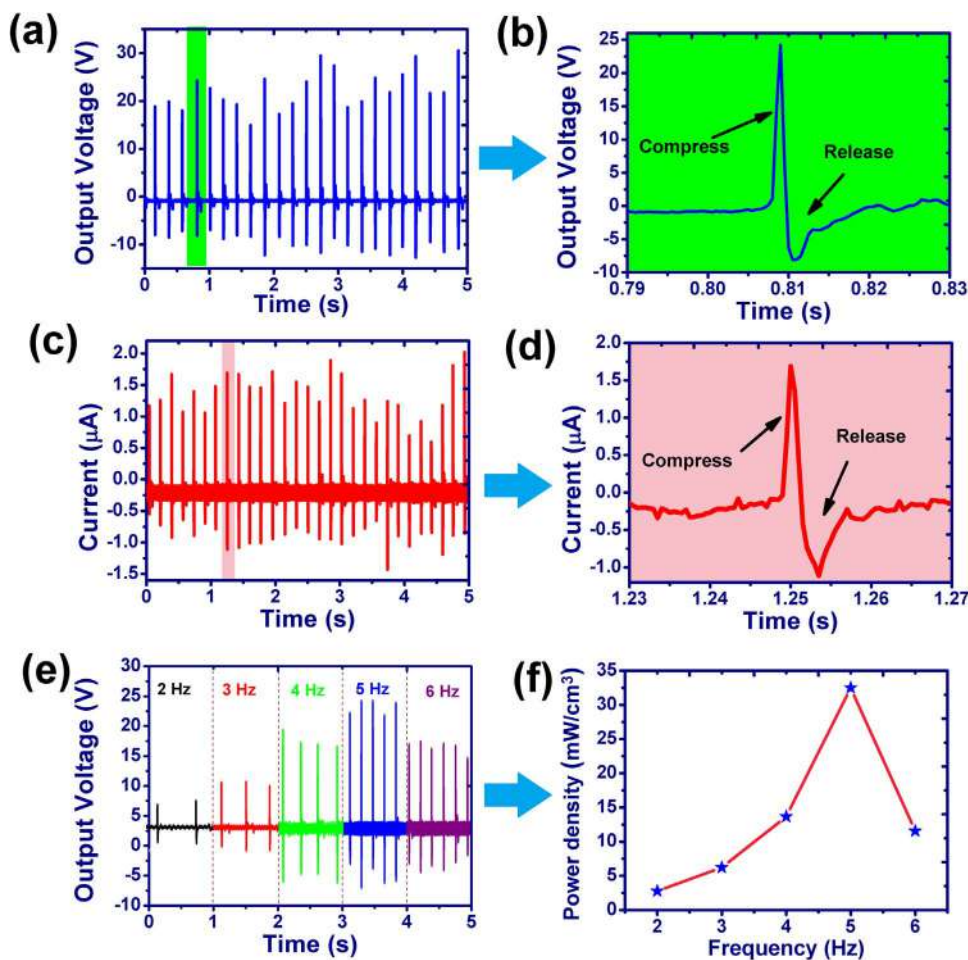 (a)
Output Voltage (V)
30
20
10
0
-10
0 1 2 3 4 5
Time (s)
(b)
Output Voltage (V)
25
20
15
10
5
0
-5
-10
Compress
Release
0.79 0.80 0.81 0.82 0.83
Time (s)
(c)
Current (μA)
2.0
1.5
1.0
0.5
0.0
-0.5
-1.0
-1.5
0 1 2 3 4 5
Time (s)
(d)
Current (μA)
2.0
1.5
1.0
0.5
0.0
-0.5
-1.0
Compress
Release
1.23 1.24 1.25 1.26 1.27
Time (s)
(e)
Output Voltage (V)
30
25
20
15
10
5
0
-5
-10
2 Hz 3 Hz 4 Hz 5 Hz 6 Hz
0 1 2 3 4 5
Time (s)
(f)
Power density (mW/cm3)
35
30
25
20
15
10
5
0
2 3 4 5 6
Frequency (Hz)